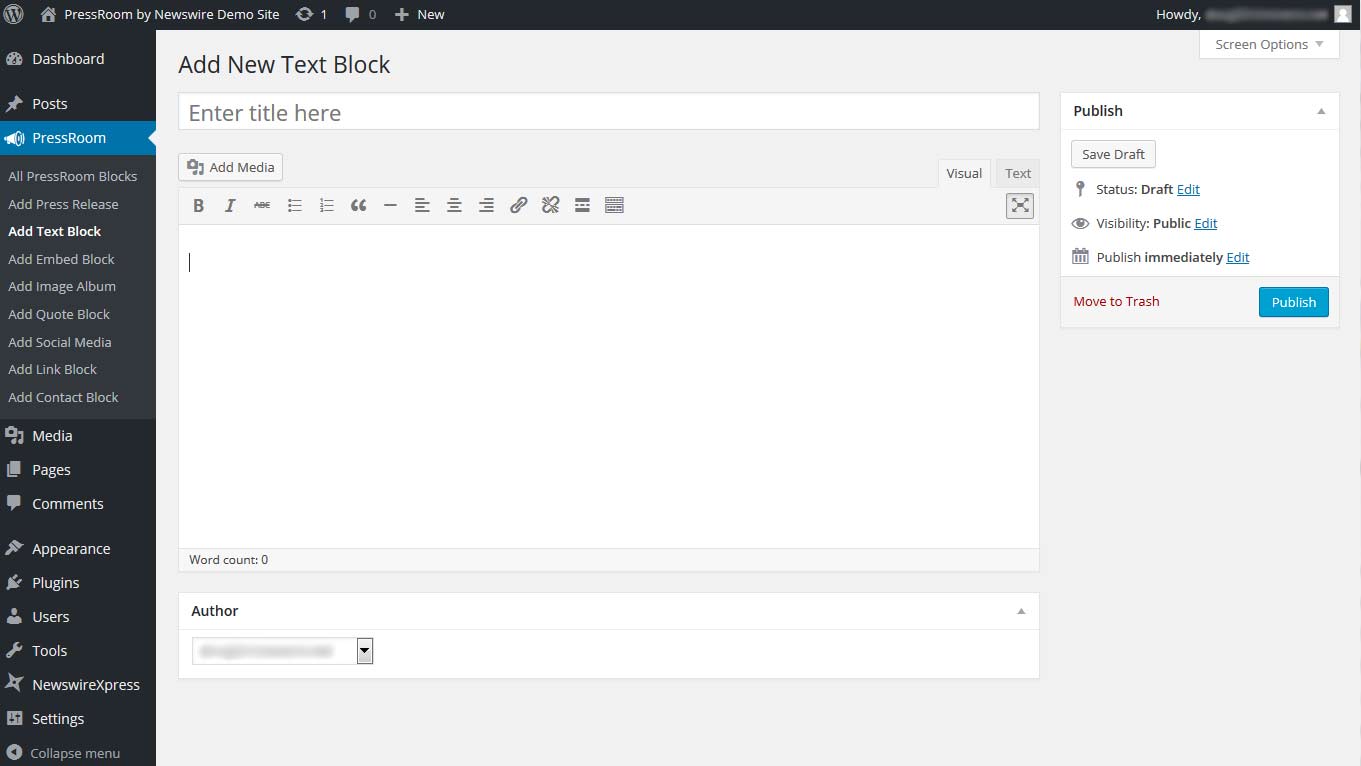 PressRoom by Newswire Demo Site 1 0 New Howdy,
Screen Options
Dashboard
Posts
PressRoom
All PressRoom Blocks
Add Press Release
Add Text Block
Add Embed Block
Add Image Album
Add Quote Block
Add Social Media
Add Link Block
Add Contact Block
Media
Pages
Comments
Appearance
Plugins
Users
Tools
NewswireXpress
Settings
Collapse menu
Add New Text Block
Enter title here
Add Media
Visual Text
B I ABC
Word count: 0
Author
Publish
Save Draft
Status: Draft Edit
Visibility: Public Edit
Publish immediately Edit
Move to Trash Publish